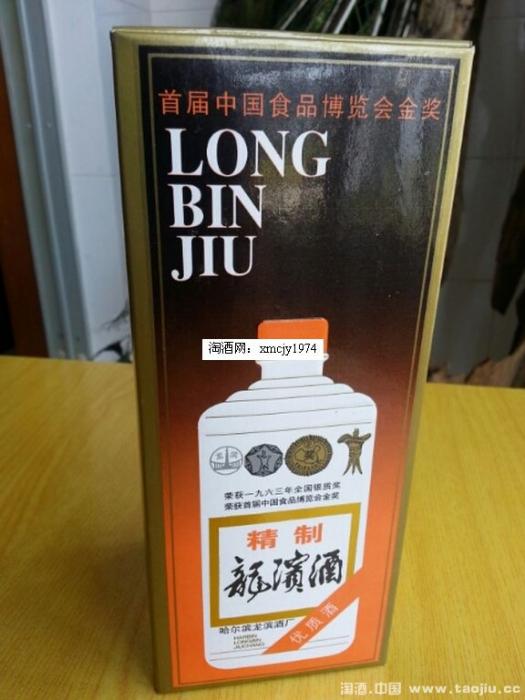 首届中国食品博览会金奖
LONG
BIN
JIU
淘酒网：xmcjy1974
荣获一九六三年全国银质奖
荣获首届中国食品博览会金奖
精制
龍濱酒
哈尔滨龙滨酒厂
HARBIN
LONGBIN
JIUCHANG
优质酒
淘酒.中国 www.taojiu.cc